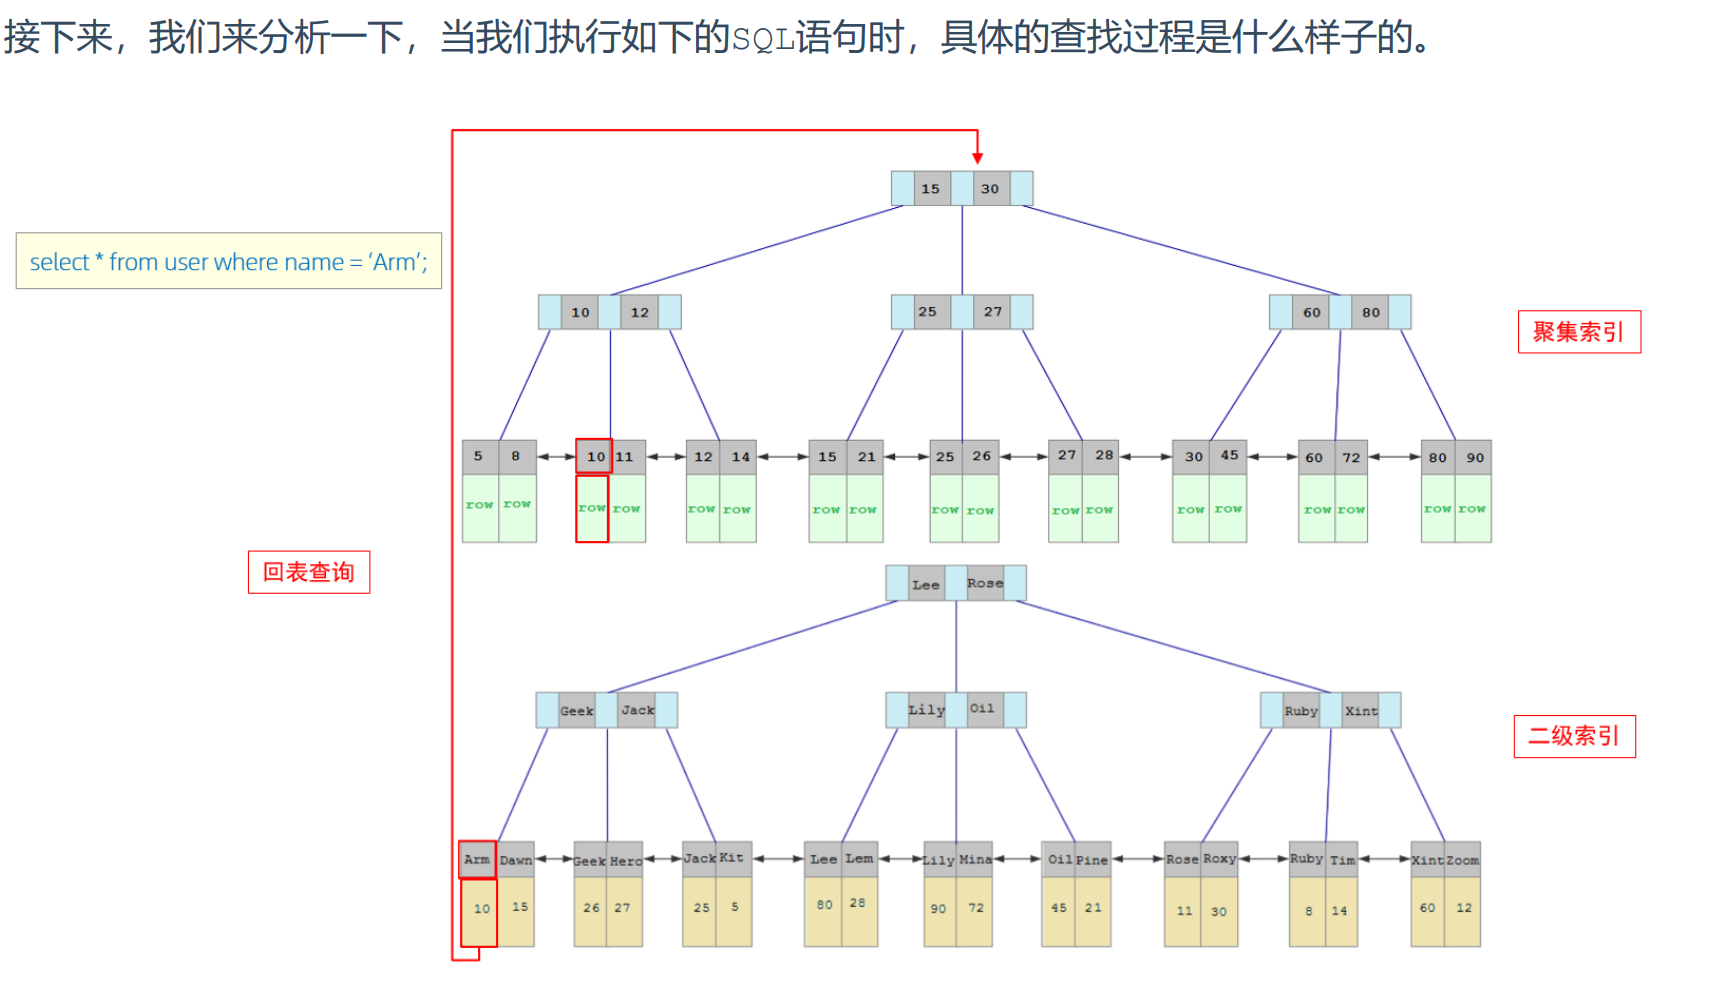 接下来，我们来分析一下，当我们执行如下的SQL语句时，具体的查找过程是什么样子的。
15 30
select * from user where name = ‘Arm’;
10 12 25 27 60 80
聚集索引
5 8 10 11 12 14 15 21 25 26 27 28 30 45 60 72 80 90
row row row row row row row row row row row row row row row row row row
回表查询
Lee Rose
Geek Jack Lily Oil Ruby Xint
二级索引
Arm Dawn Geek Hero Jack Kit Lee Lem Lily Mina Oil Pine Rose Roxy Ruby Tim Xint Zoom
10 15 26 27 25 5 80 28 90 72 45 21 11 30 8 14 60 12